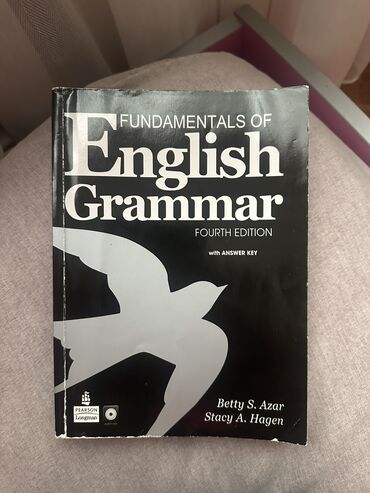 FUNDAMENTALS OF
English
Grammar
FOURTH EDITION
with ANSWER KEY
Betty S. Azar
Stacy A. Hagen
PEARSON
Longman